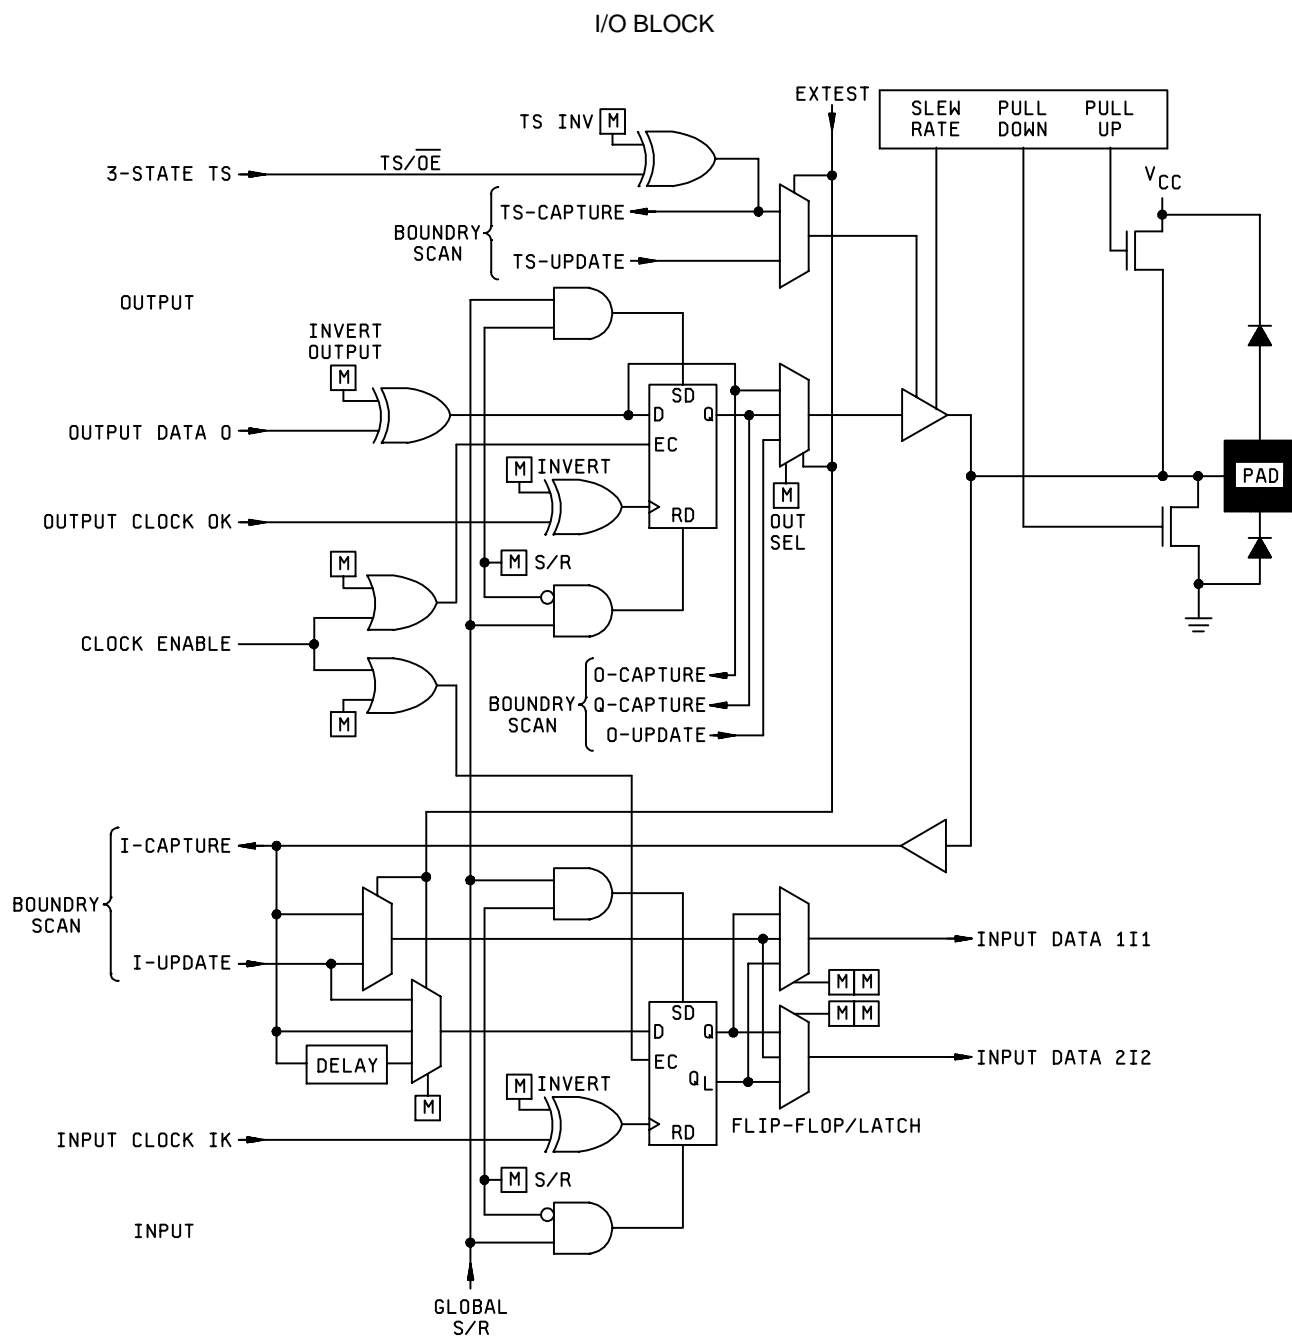 I/O BLOCK
EXTEST
SLEW RATE
PULL DOWN
PULL UP
TS INV M
3-STATE TS
TS/OE
VCC
TS-CAPTURE
BOUNDRY SCAN
TS-UPDATE
OUTPUT
INVERT
OUTPUT
M
SD
D
Q
OUTPUT DATA O
EC
M INVERT
PAD
M
OUTPUT CLOCK OK
RD
OUT
SEL
M
M S/R
CLOCK ENABLE
O-CAPTURE
BOUNDRY SCAN
Q-CAPTURE
M
O-UPDATE
I-CAPTURE
BOUNDRY SCAN
INPUT DATA 1I1
I-UPDATE
M M
M M
SD
D
Q
DELAY
EC
INPUT DATA 2I2
QL
M INVERT
M
FLIP-FLOP/LATCH
INPUT CLOCK IK
RD
M S/R
INPUT
GLOBAL
S/R